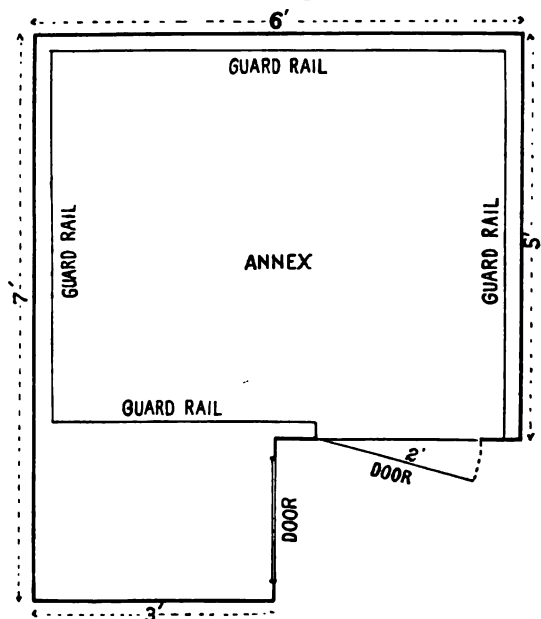 6'
GUARD RAIL
GUARD RAIL
GUARD RAIL
5'
7'
ANNEX
GUARD RAIL
2'
DOOR
DOOR
3'